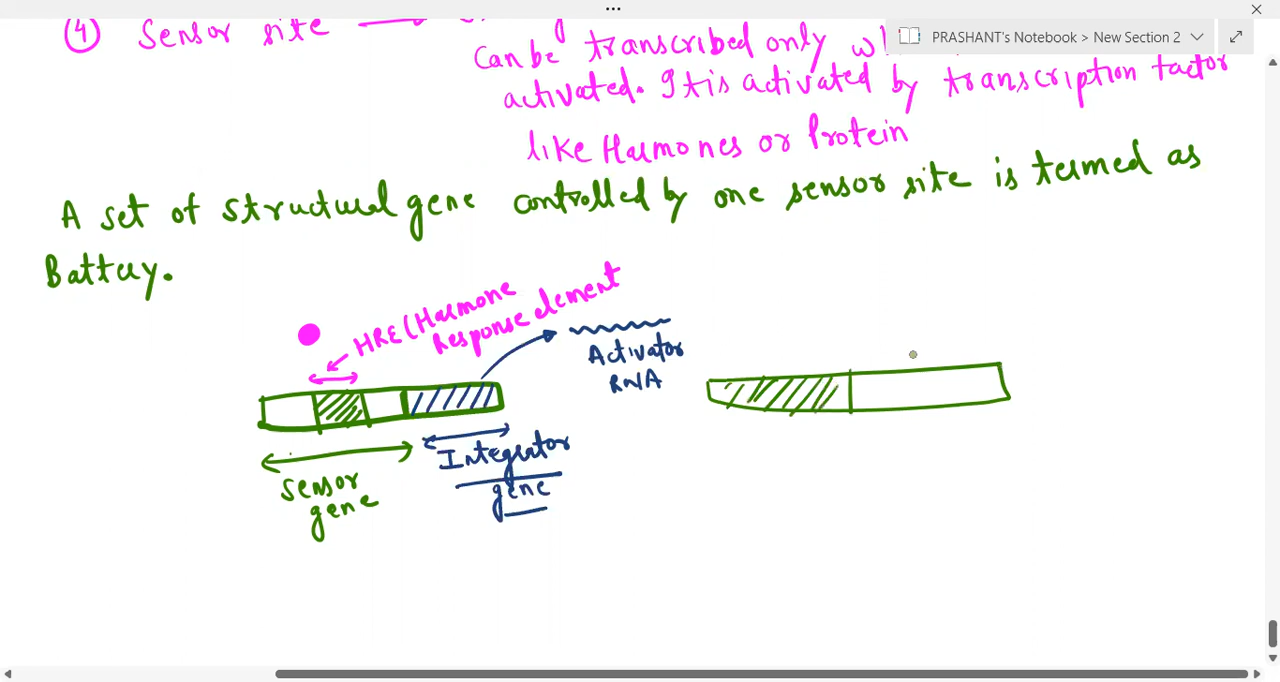 ...
PRASHANT's Notebook > New Section 2
④ Sensor site
can be transcribed only
activated. It is activated by transcription factor
like Harmones or Protein
A set of structural gene controlled by one sensor site is termed as
Battery.
HRE (Harmone
Response element
Activator
RNA
Integrator
gene
Sensor
gene